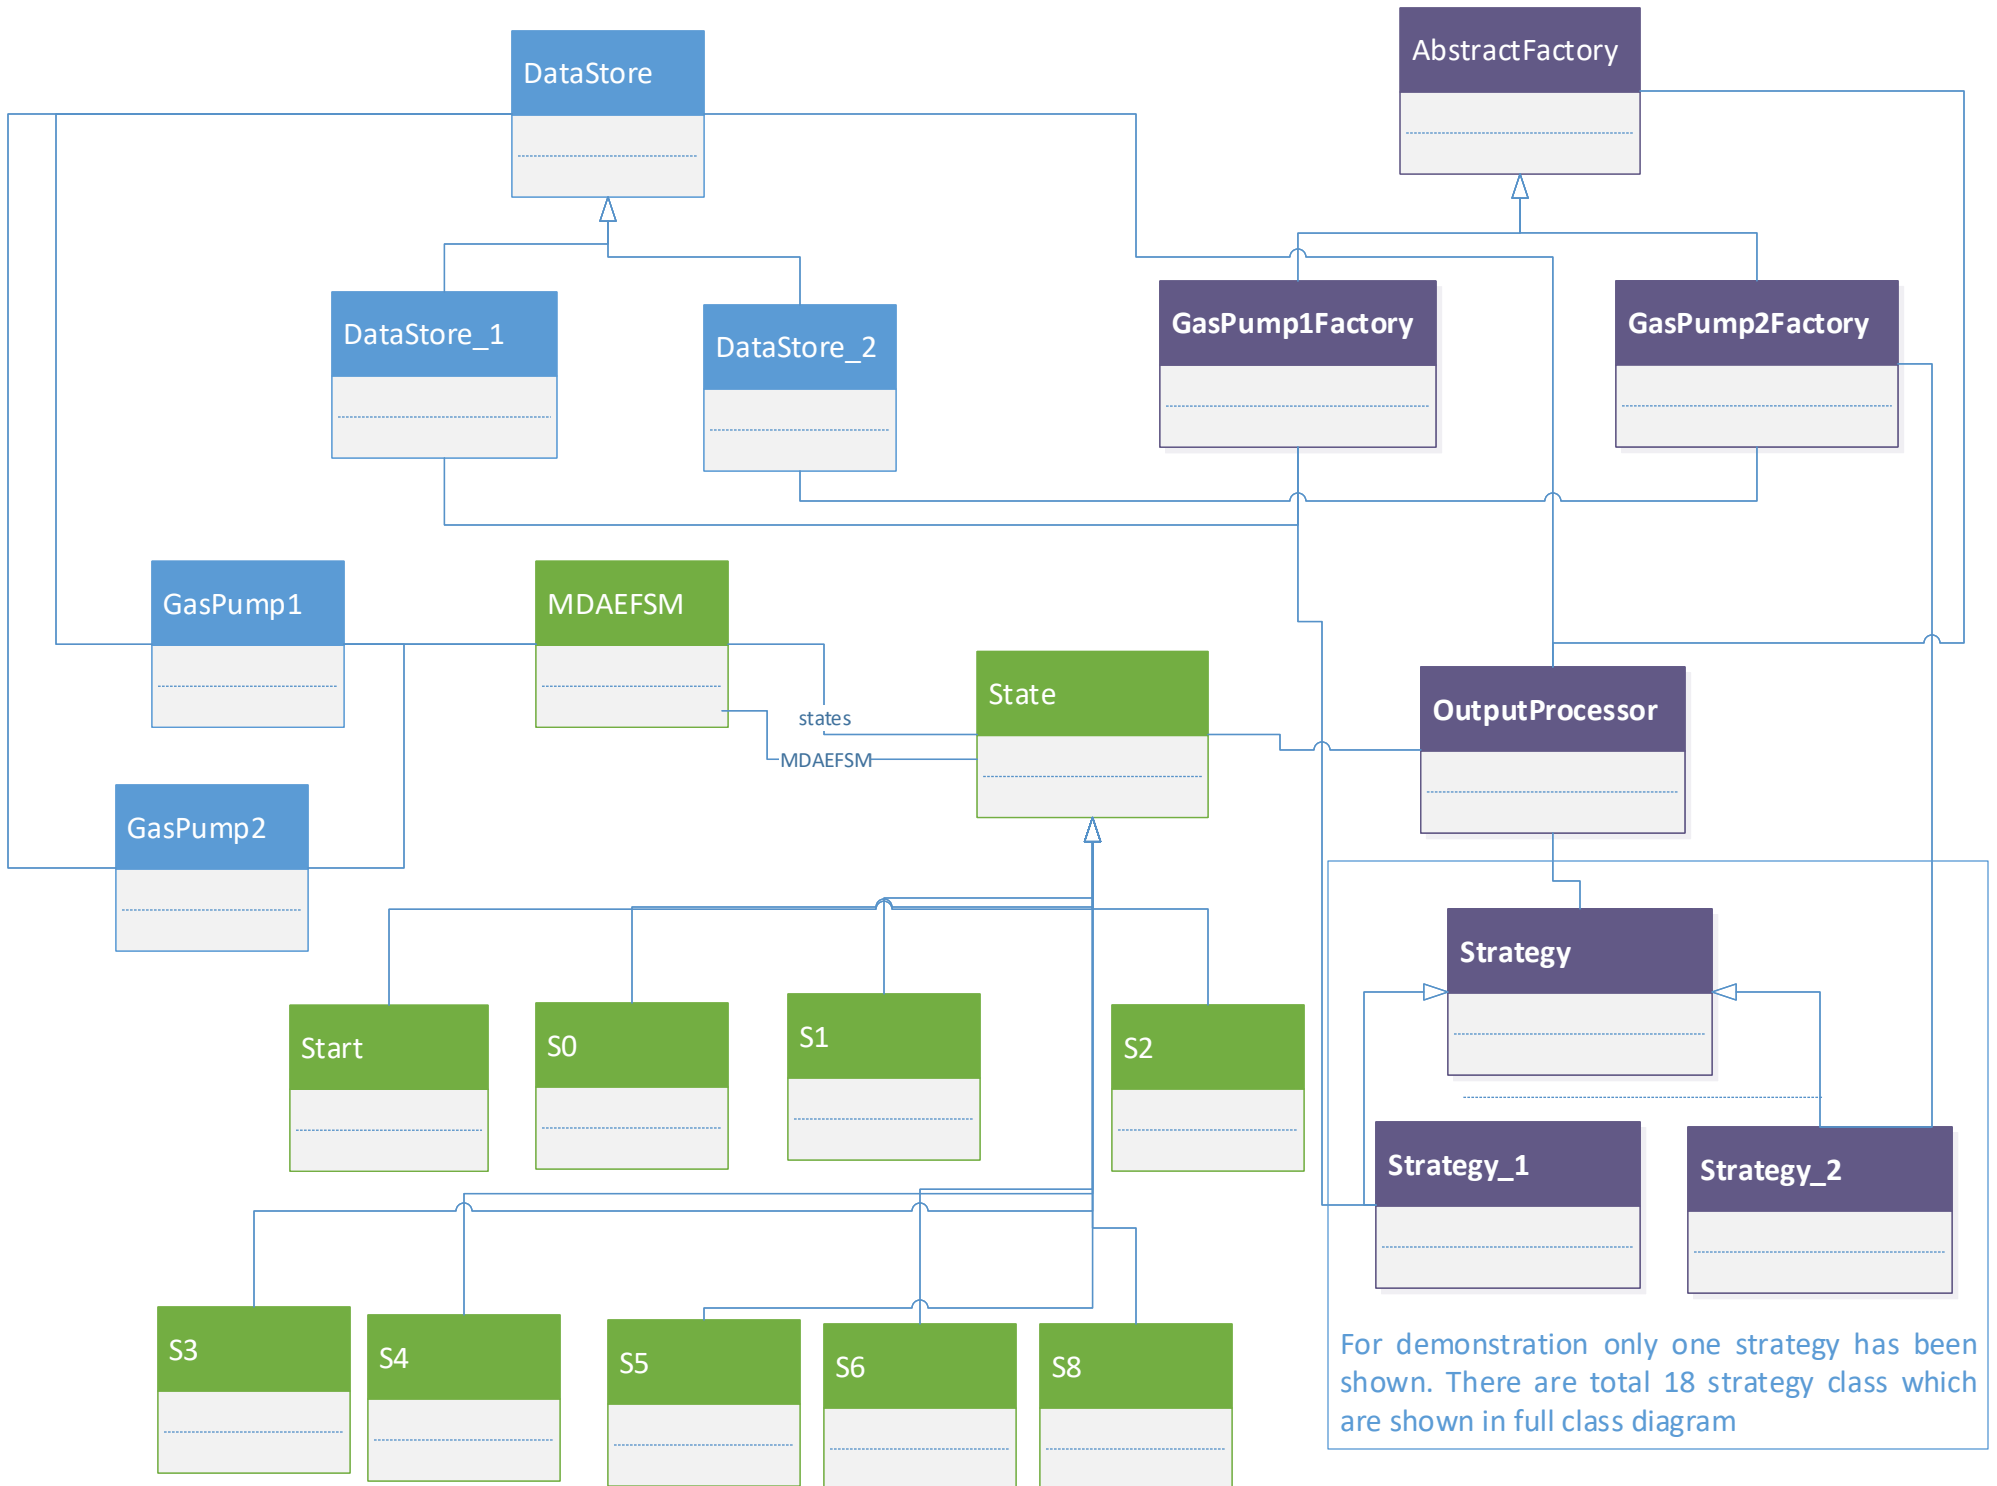 DataStore
AbstractFactory
DataStore_1
DataStore_2
GasPump1Factory
GasPump2Factory
GasPump1
MDAEFSM
State
OutputProcessor
states
MDAEFSM
GasPump2
Strategy
Start
S0
S1
S2
Strategy_1
Strategy_2
S3
S4
S5
S6
S8
For demonstration only one strategy has been
shown. There are total 18 strategy class which
are shown in full class diagram